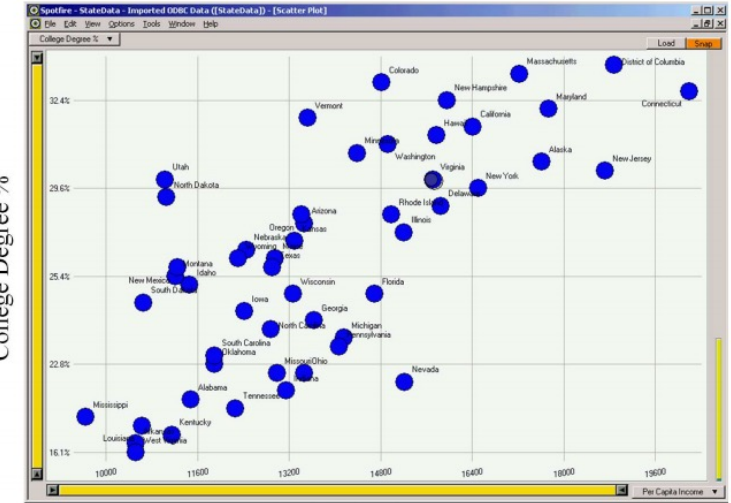 Spotfire - StateData - Imported ODBC Data ([StateData]) - [Scatter Plot]
File Edit View Options Tools Window Help
College Degree %
Load Snap
Massachusetts
District of Columbia
Colorado
New Hampshire
Maryland
Connecticut
32.4%
Vermont
California
Hawaii
Washington
Alaska
New Jersey
Utah
Virginia
29.6%
North Dakota
New York
Delaware
Arizona
Rhode Island
Oregon
Illinois
Nebraska
Montana
25.4%
Idaho
New Mexico
South Dakota
Wisconsin
Florida
Iowa
Georgia
North Carolina
Michigan
South Carolina
Oklahoma
22.8%
Missouri
Ohio
Nevada
Alabama
Tennessee
Mississippi
Kentucky
Louisiana
West Virginia
16.1%
10000 11600 13200 14800 16400 18000 19600
Per Capita Income
College Degree %